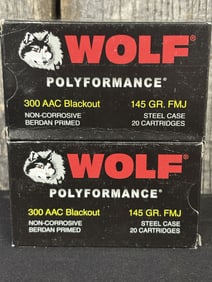 WOLF®
POLYFORMANCE®
300 AAC Blackout 145 GR. FMJ
NON-CORROSIVE STEEL CASE
BERDAN PRIMED 20 CARTRIDGES
WOLF®
POLYFORMANCE®
300 AAC Blackout 145 GR. FMJ
NON-CORROSIVE STEEL CASE
BERDAN PRIMED 20 CARTRIDGES